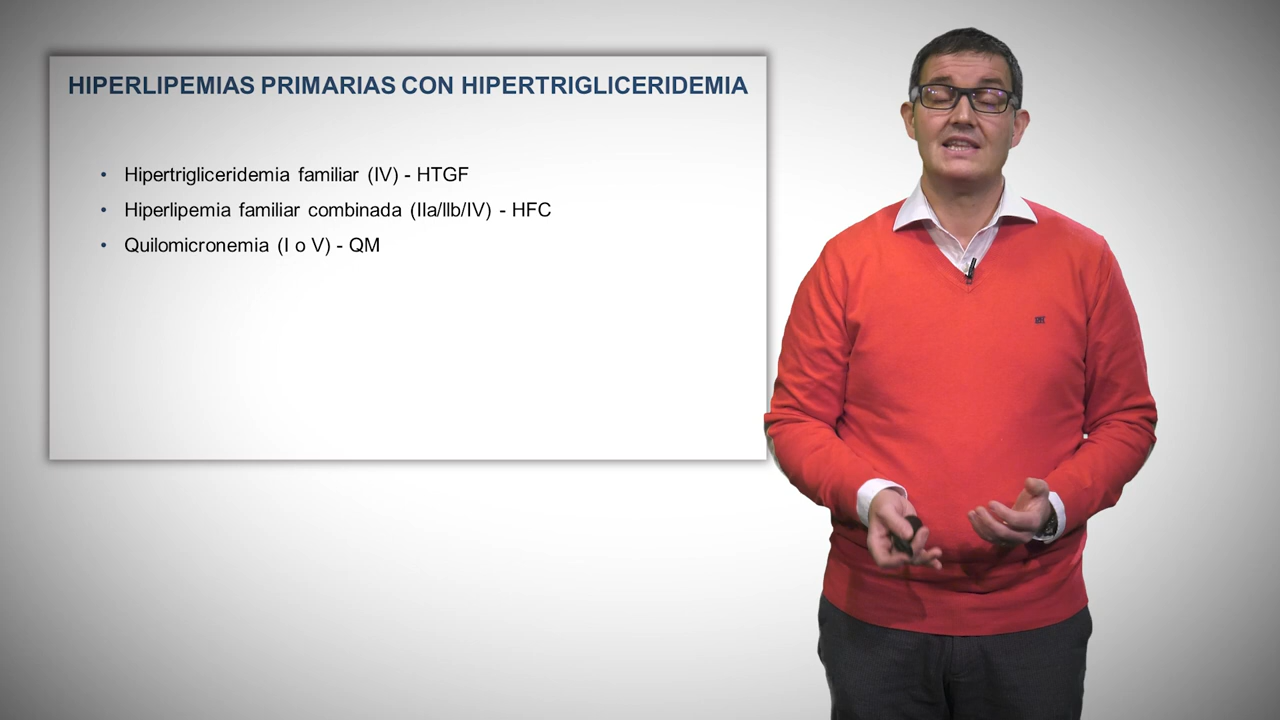 HIPERLIPEMIAS PRIMARIAS CON HIPERTRIGLICERIDEMIA
• Hipertrigliceridemia familiar (IV) - HTGF
• Hiperlipemia familiar combinada (IIa/IIb/IV) - HFC
• Quilomicronemia (I o V) - QM